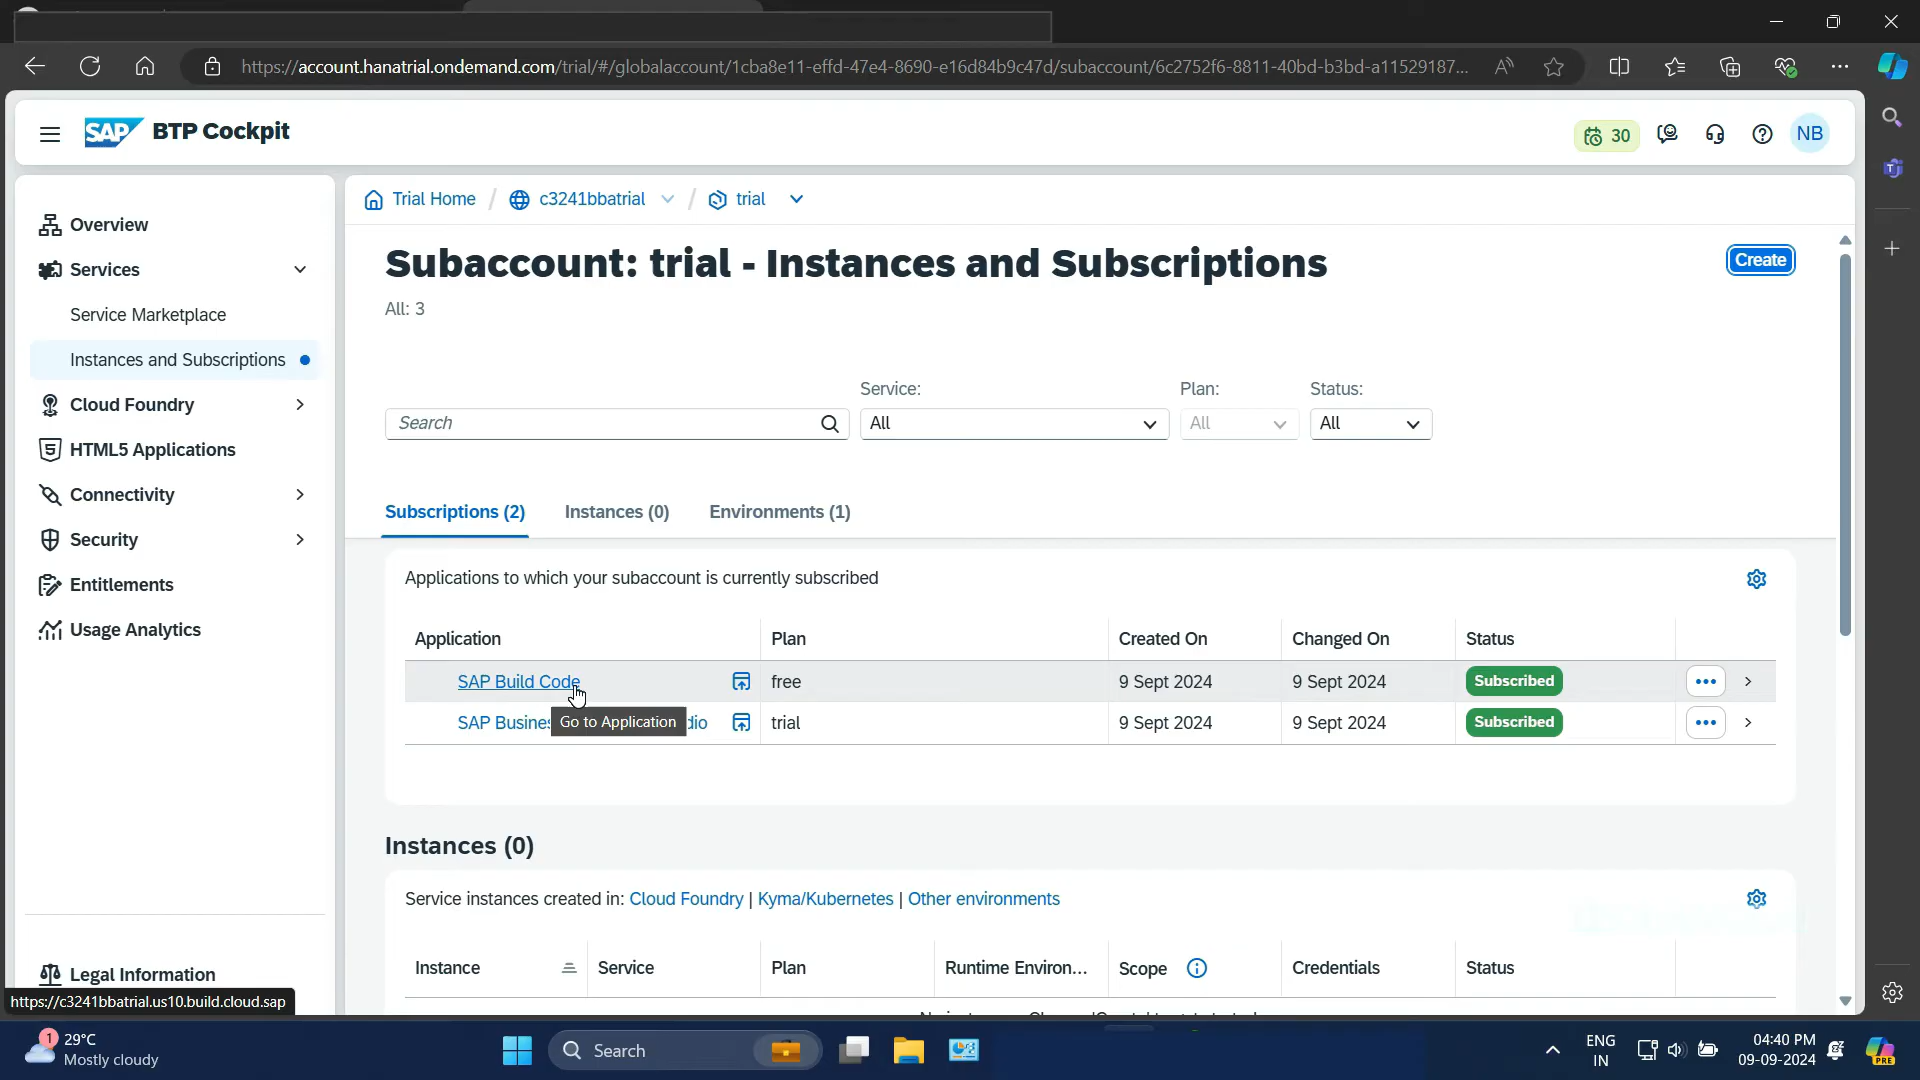 https://account.hanatrial.ondemand.com/trial/#/globalaccount/1cba8e11-effd-47e4-8690-e16d84b9c47d/subaccount/6c2752f6-8811-40bd-b3bd-a11529187...
SAP BTP Cockpit
30
NB
Overview
Services
Service Marketplace
Instances and Subscriptions
Cloud Foundry
HTML5 Applications
Connectivity
Security
Entitlements
Usage Analytics
Legal Information
https://c3241bbatrial.us10.build.cloud.sap
Trial Home / c3241bbatrial / trial
Subaccount: trial - Instances and Subscriptions
Create
All: 3
Service: Plan: Status:
Search All All All
Subscriptions (2) Instances (0) Environments (1)
Applications to which your subaccount is currently subscribed
Application Plan Created On Changed On Status
SAP Build Code free 9 Sept 2024 9 Sept 2024 Subscribed
SAP Busines dio trial 9 Sept 2024 9 Sept 2024 Subscribed
Go to Application
Instances (0)
Service instances created in: Cloud Foundry | Kyma/Kubernetes | Other environments
Instance Service Plan Runtime Environ... Scope Credentials Status
1 29°C
Mostly cloudy
Search
ENG
IN
04:40 PM
09-09-2024
PRE